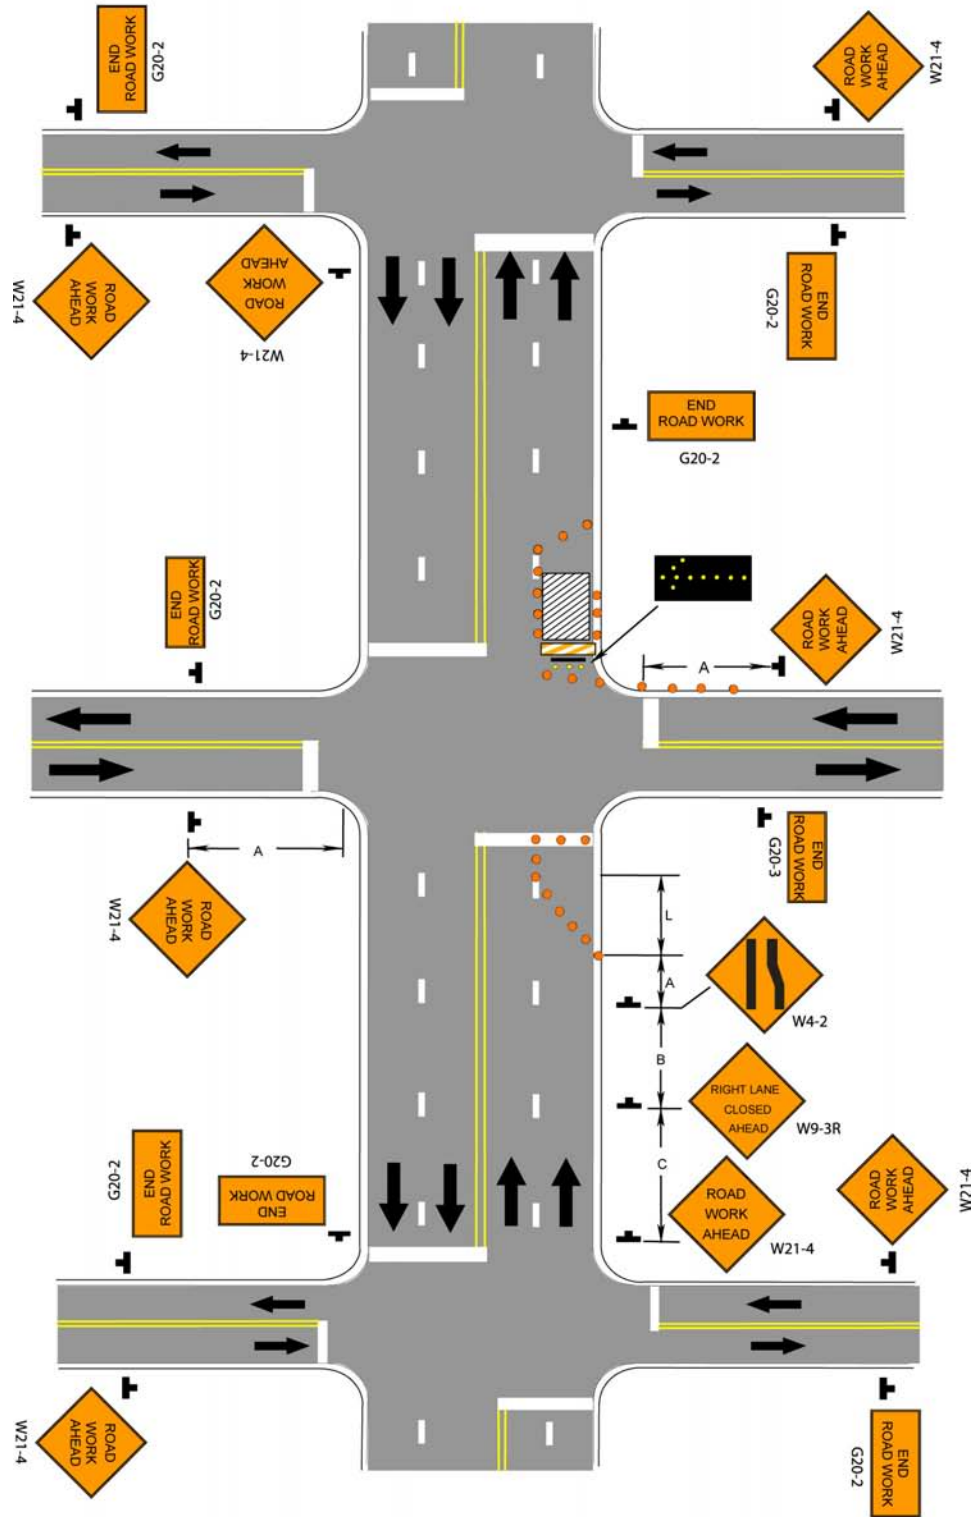 END
ROAD WORK
G20-2
ROAD
WORK
AHEAD
W21-4
ROAD
WORK
AHEAD
W21-4
ROAD
WORK
AHEAD
W21-4
END
ROAD WORK
G20-2
END
ROAD WORK
G20-2
END
ROAD WORK
G20-2
ROAD
WORK
AHEAD
W21-4
A
A
ROAD
WORK
AHEAD
W21-4
END
ROAD WORK
G20-3
L
A
W4-2
B
RIGHT LANE
CLOSED
AHEAD
W9-3R
C
ROAD
WORK
AHEAD
W21-4
END
ROAD WORK
G20-2
END
ROAD WORK
G20-2
ROAD
WORK
AHEAD
W21-4
ROAD
WORK
AHEAD
W21-4
END
ROAD WORK
G20-2